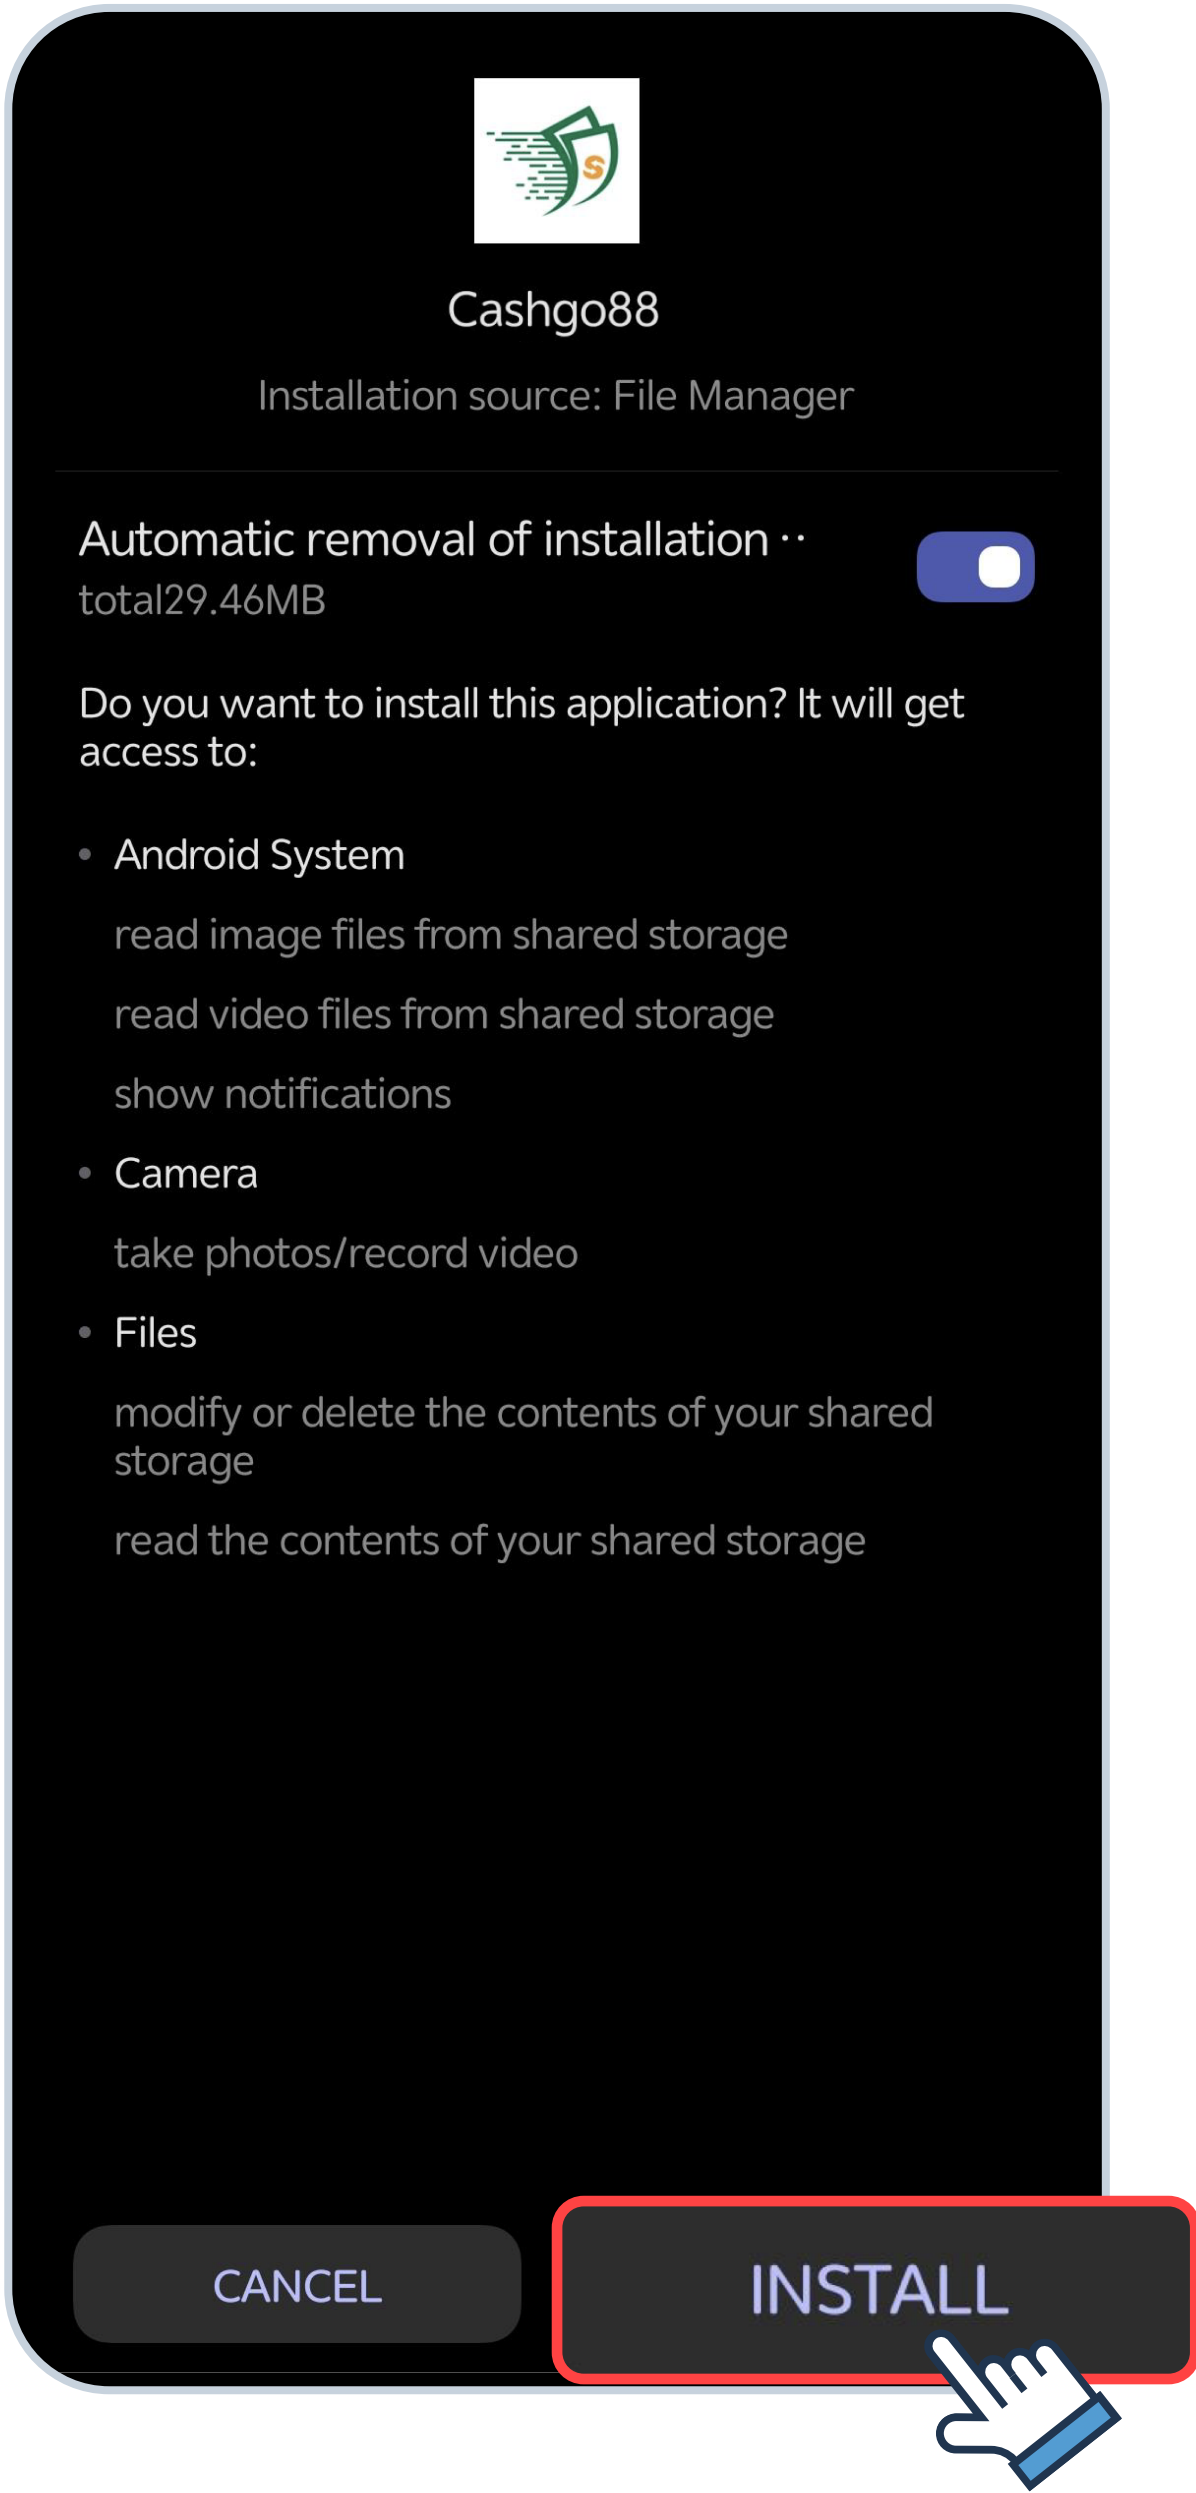 S
Cashgo88
Installation source: File Manager
Automatic removal of installation ··
total29.46MB
Do you want to install this application? It will get
access to:
• Android System
read image files from shared storage
read video files from shared storage
show notifications
• Camera
take photos/record video
• Files
modify or delete the contents of your shared
storage
read the contents of your shared storage
CANCEL
INSTALL